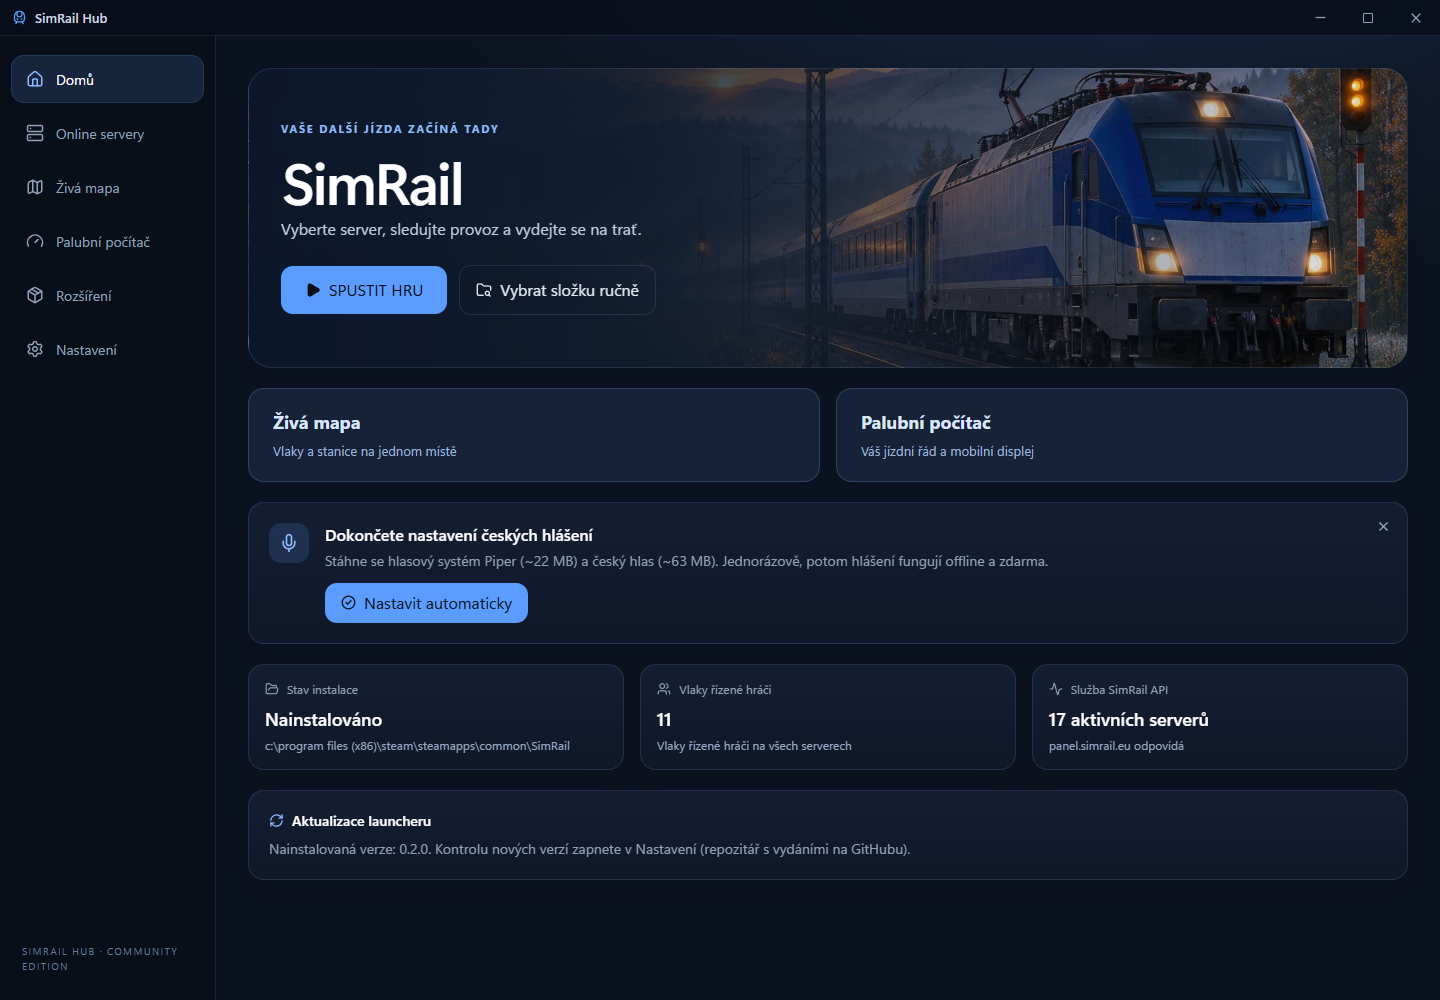 SimRail Hub
Domů
Online servery
Živá mapa
Palubní počítač
Rozšíření
Nastavení
SIMRAIL HUB · COMMUNITY
EDITION
VAŠE DALŠÍ JÍZDA ZAČÍNÁ TADY
SimRail
Vyberte server, sledujte provoz a vydejte se na trať.
SPUSTIT HRU
Vybrat složku ručně
Živá mapa
Vlaky a stanice na jednom místě
Palubní počítač
Váš jízdní řád a mobilní displej
Dokončete nastavení českých hlášení
Stáhne se hlasový systém Piper (~22 MB) a český hlas (~63 MB). Jednorázově, potom hlášení fungují offline a zdarma.
Nastavit automaticky
Stav instalace
Nainstalováno
c:\program files (x86)\steam\steamapps\common\SimRail
Vlaky řízené hráči
11
Vlaky řízené hráči na všech serverech
Služba SimRail API
17 aktivních serverů
panel.simrail.eu odpovídá
Aktualizace launcheru
Nainstalovaná verze: 0.2.0. Kontrolu nových verzí zapnete v Nastavení (repozitář s vydáními na GitHubu).